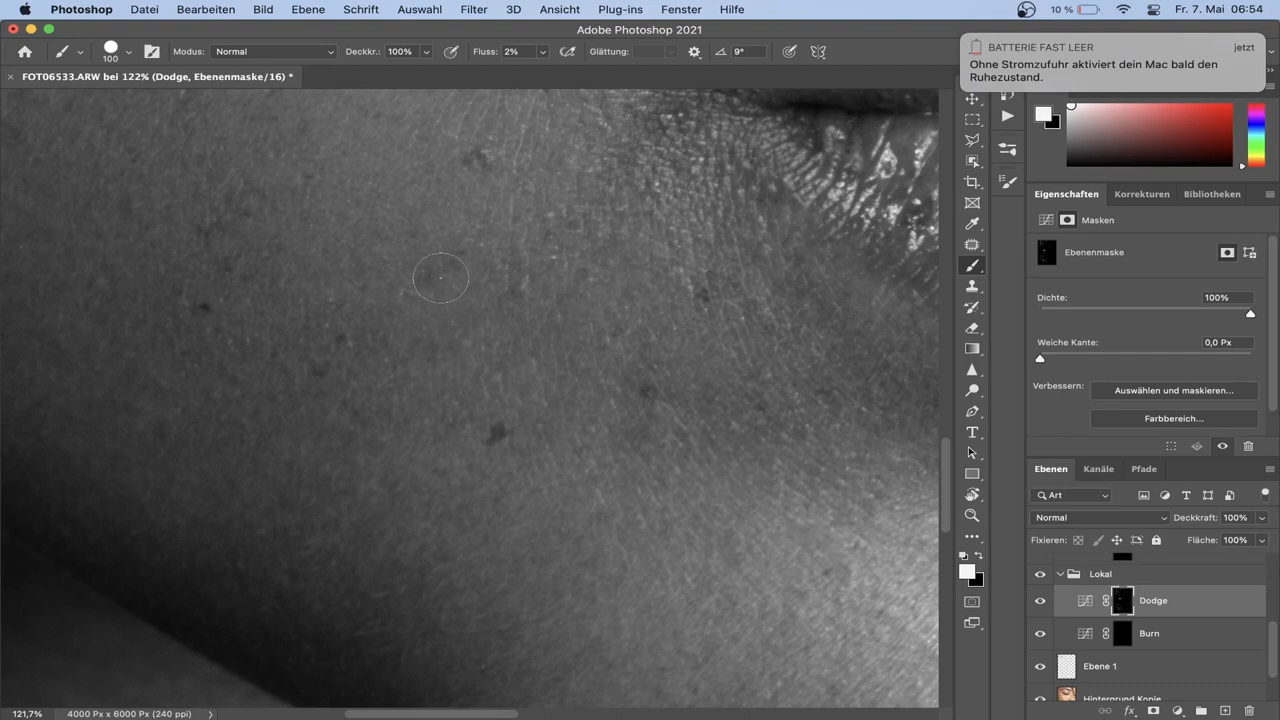 Photoshop Datei Bearbeiten Bild Ebene Schrift Auswahl Filter 3D Ansicht Plug-ins Fenster Hilfe 10 % Fr. 7. Mai 06:54
Adobe Photoshop 2021
100 Modus: Normal Deckkr.: 100% Fluss: 2% Glättung: 9°
BATTERIE FAST LEER jetzt
Ohne Stromzufuhr aktiviert dein Mac bald den
Ruhezustand.
FOT06533.ARW bei 122% (Dodge, Ebenenmaske/16) *
Eigenschaften Korrekturen Bibliotheken
Masken
Ebenenmaske
Dichte: 100%
Weiche Kante: 0,0 Px
Verbessern: Auswählen und maskieren...
Farbbereich...
Ebenen Kanäle Pfade
Art
Normal Deckkraft: 100%
Fixieren: Fläche: 100%
Lokal
Dodge
Burn
Ebene 1
Hintergrund Kopie
121,7% 4000 Px x 6000 Px (240 ppi)